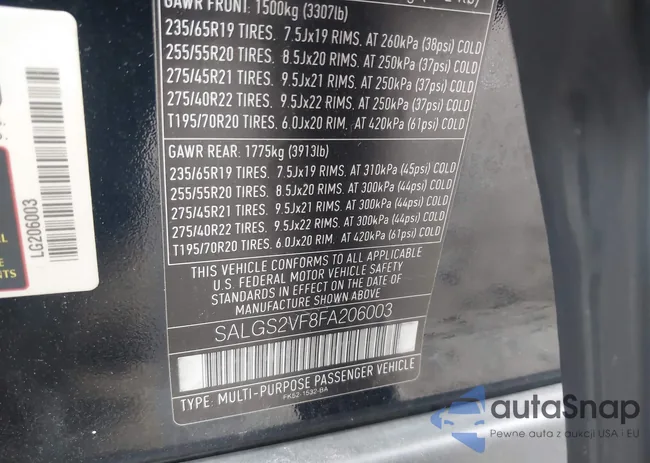 GAWR FRONT: 1500kg (3307lb)
235/65R19 TIRES, 7.5Jx19 RIMS, AT 260kPa (38psi) COLD
255/55R20 TIRES, 8.5Jx20 RIMS, AT 250kPa (37psi) COLD
275/45R21 TIRES, 9.5Jx21 RIMS, AT 250kPa (37psi) COLD
275/40R22 TIRES, 9.5Jx22 RIMS, AT 250kPa (37psi) COLD
T195/70R20 TIRES, 6.0Jx20 RIM, AT 420kPa (61psi) COLD
GAWR REAR: 1775kg (3913lb)
235/65R19 TIRES, 7.5Jx19 RIMS, AT 310kPa (45psi) COLD
255/55R20 TIRES, 8.5Jx20 RIMS, AT 300kPa (44psi) COLD
275/45R21 TIRES, 9.5Jx21 RIMS, AT 300kPa (44psi) COLD
275/40R22 TIRES, 9.5Jx22 RIMS, AT 300kPa (44psi) COLD
T195/70R20 TIRES, 6.0Jx20 RIM, AT 420kPa (61psi) COLD
THIS VEHICLE CONFORMS TO ALL APPLICABLE
U.S. FEDERAL MOTOR VEHICLE SAFETY
STANDARDS IN EFFECT ON THE DATE OF
MANUFACTURE SHOWN ABOVE
SALGS2VF8FA206003
TYPE: MULTI-PURPOSE PASSENGER VEHICLE
FK52-1532-BA
LG206003
autoSnap
Pewne auta z aukcji USA i EU